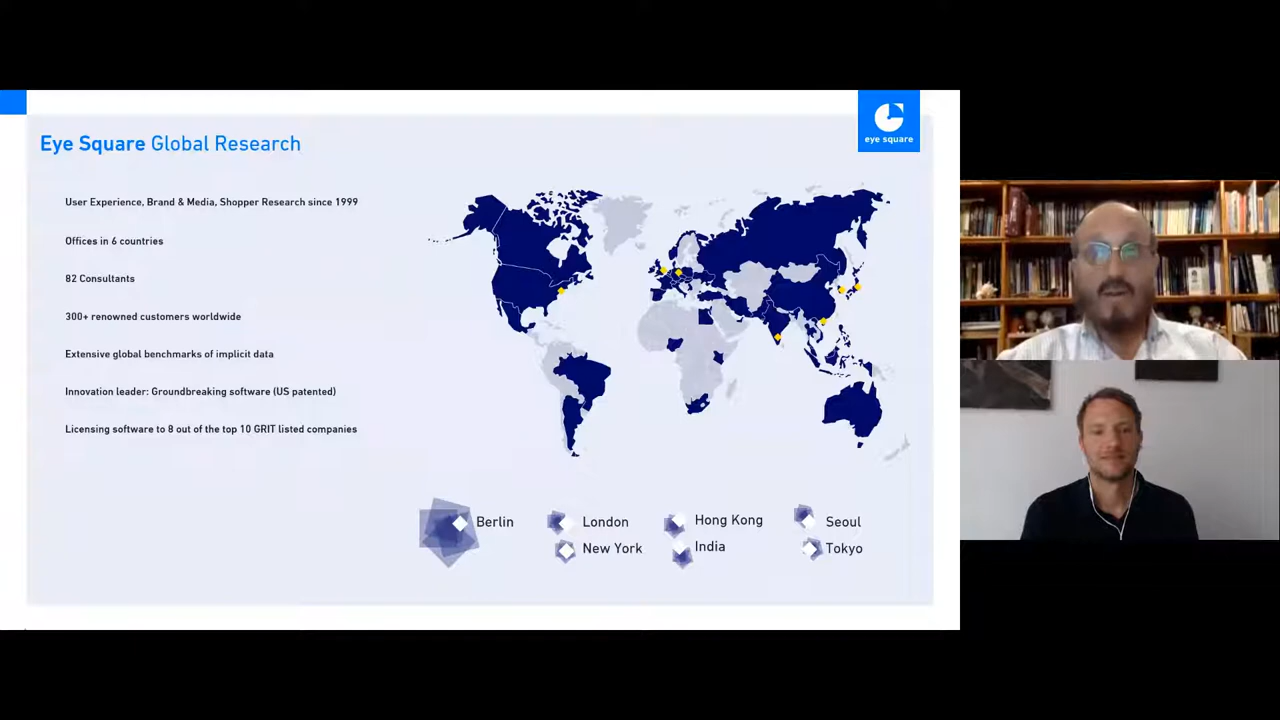 eye square
Eye Square Global Research
User Experience, Brand & Media, Shopper Research since 1999
Offices in 6 countries
82 Consultants
300+ renowned customers worldwide
Extensive global benchmarks of implicit data
Innovation leader: Groundbreaking software (US patented)
Licensing software to 8 out of the top 10 GRIT listed companies
Berlin
London
Hong Kong
Seoul
New York
India
Tokyo